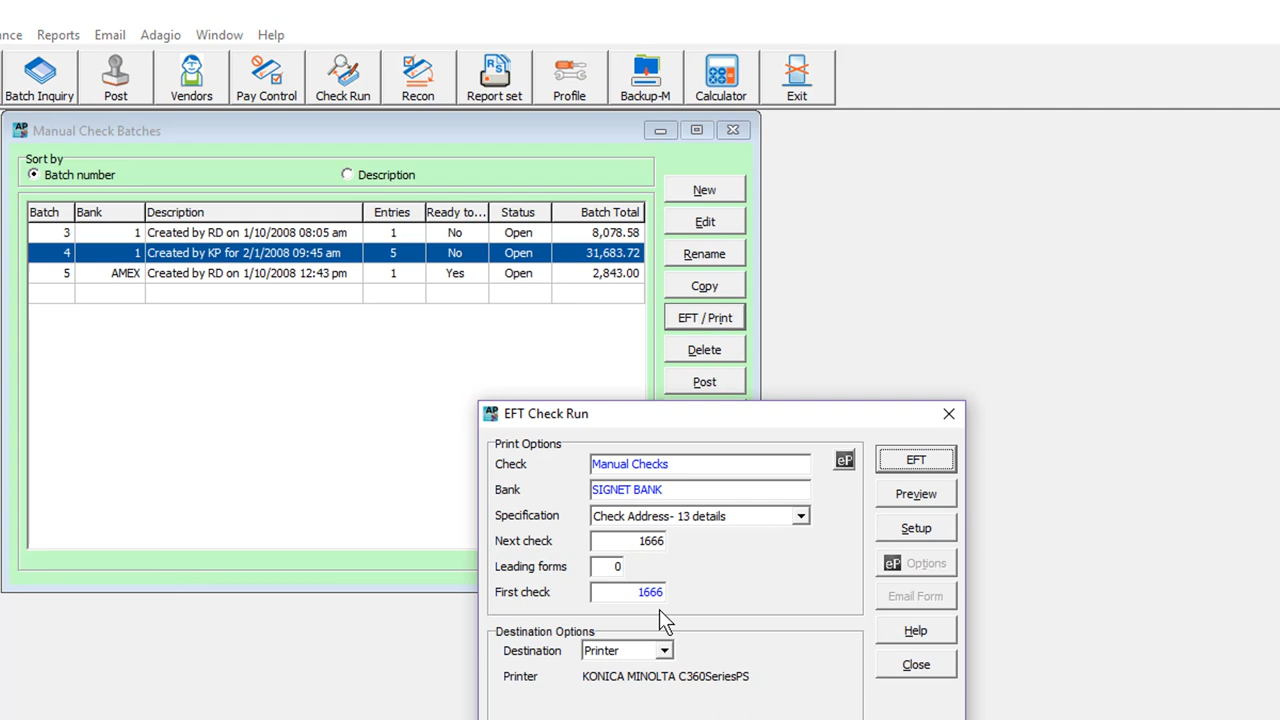 nce Reports Email Adagio Window Help
Batch Inquiry Post Vendors Pay Control Check Run Recon Report set Profile Backup-M Calculator Exit
AP Manual Check Batches
Sort by
Batch number Description
New
Batch Bank Description Entries Ready to... Status Batch Total
3 1 Created by RD on 1/10/2008 08:05 am 1 No Open 8,078.58
Edit
4 1 Created by KP for 2/1/2008 09:45 am 5 No Open 31,683.72
Rename
5 AMEX Created by RD on 1/10/2008 12:43 pm 1 Yes Open 2,843.00
Copy
EFT / Print
Delete
Post
AP EFT Check Run
Print Options
Check Manual Checks eP EFT
Bank SIGNET BANK Preview
Specification Check Address- 13 details Setup
Next check 1666
Leading forms 0 eP Options
First check 1666 Email Form
Destination Options Help
Destination Printer Close
Printer KONICA MINOLTA C360SeriesPS